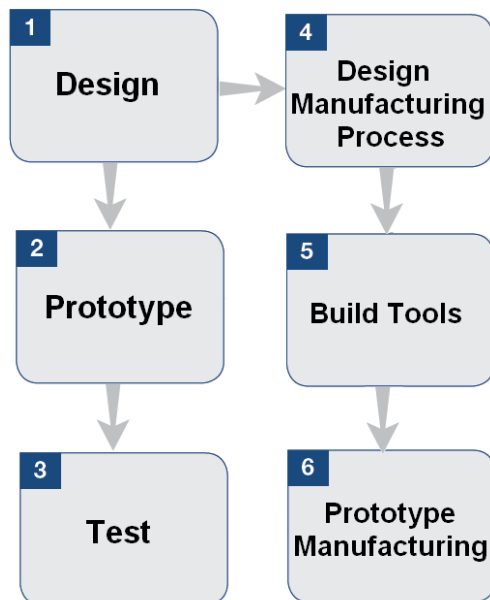 1
Design
2
Prototype
3
Test
4
Design
Manufacturing
Process
5
Build Tools
6
Prototype
Manufacturing